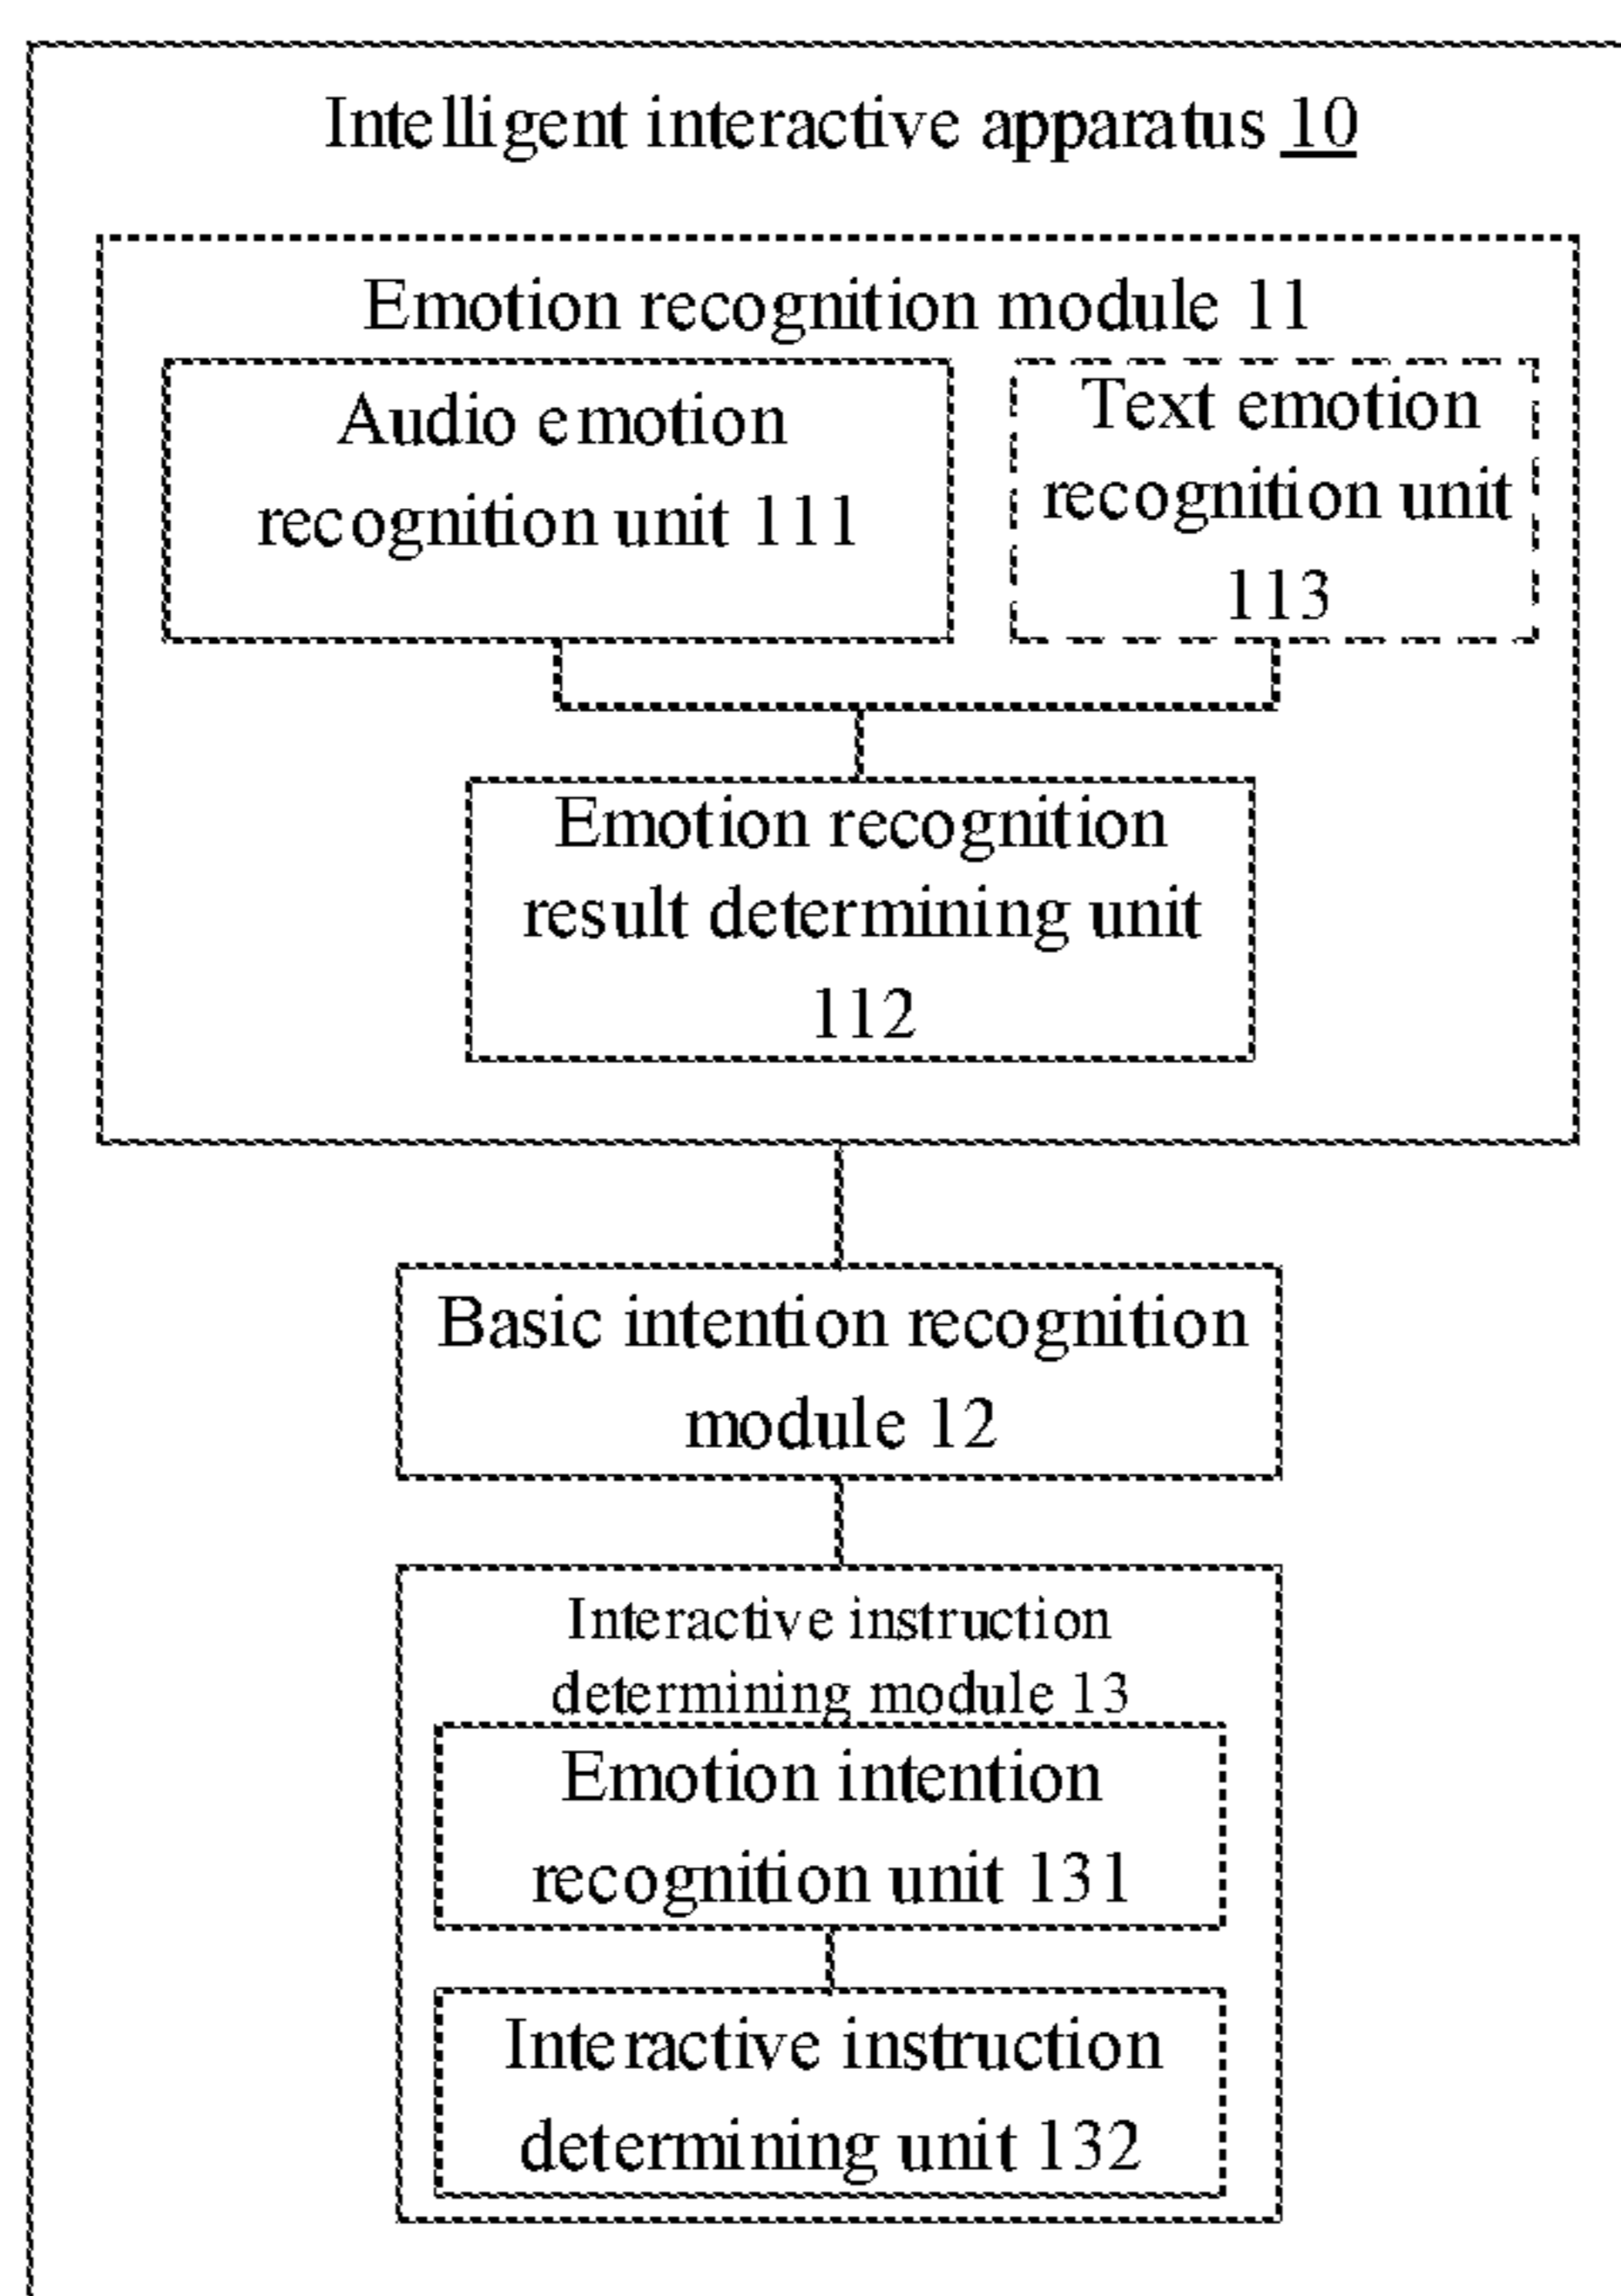 Intelligent interactive apparatus 10
Emotion recognition module 11
Audio emotion
recognition unit 111
Text emotion
recognition unit
113
Emotion recognition
result determining unit
112
Basic intention recognition
module 12
Interactive instruction
determining module 13
Emotion intention
recognition unit 131
Interactive instruction
determining unit 132